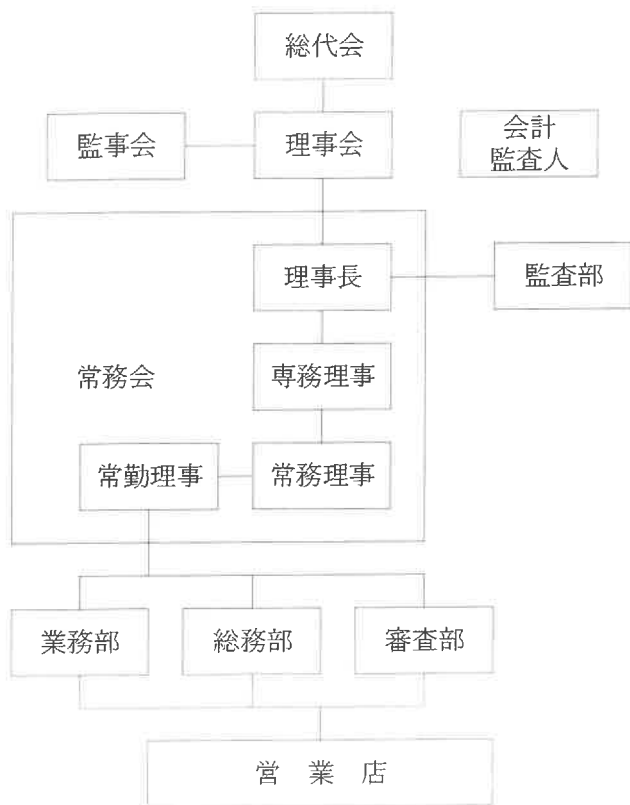 総代会
監事会
理事会
会計
監査人
理事長
監査部
常務会
専務理事
常勤理事
常務理事
業務部
総務部
審査部
営業店